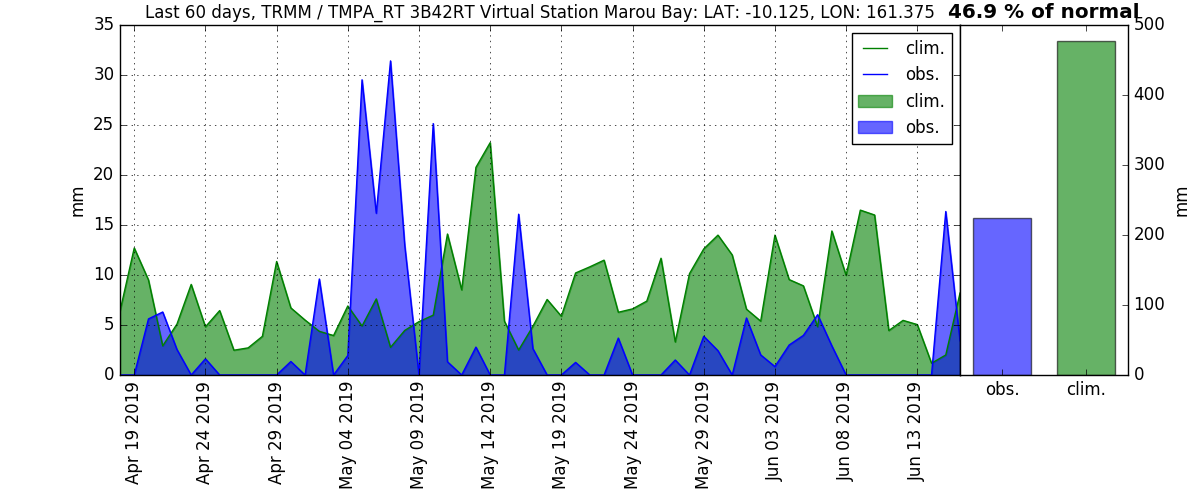 Last 60 days, TRMM / TMPA_RT 3B42RT Virtual Station Marou Bay: LAT: -10.125, LON: 161.375
46.9 % of normal
35
30
25
20
15
10
5
0
mm
clim.
obs.
clim.
obs.
500
400
300
200
100
0
mm
obs.
clim.
Apr 19 2019
Apr 24 2019
Apr 29 2019
May 04 2019
May 09 2019
May 14 2019
May 19 2019
May 24 2019
May 29 2019
Jun 03 2019
Jun 08 2019
Jun 13 2019